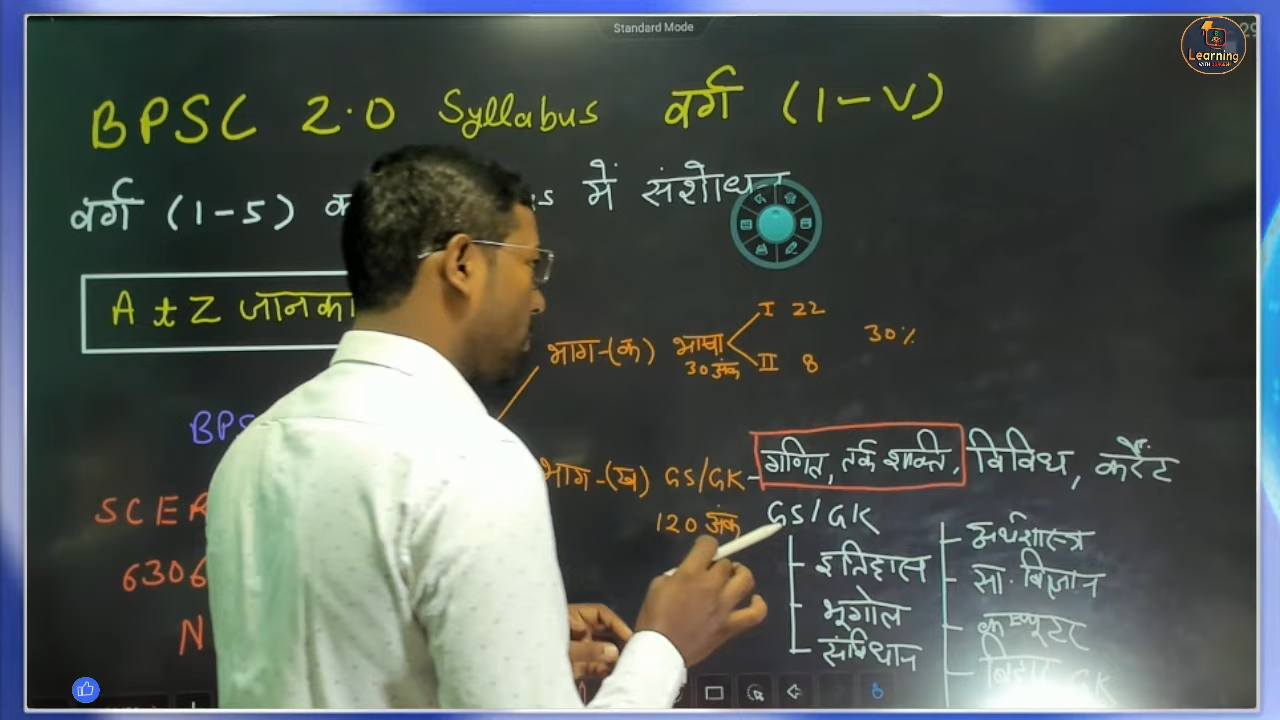 Standard Mode
Learning
BPSC 2.0 Syllabus वर्ग (1-V)
वर्ग (1-5) में संशोधन
A to Z
भाग-(क) भाषा I 22
30 अंक II 8
30%
BPS
भाग-(ख) GS/GK - गणित, तर्क शक्ति, विविध, करेंट
120 अंक
GS/GK
इतिहास
भूगोल
संविधान
अर्थशास्त्र
सा. विज्ञान
कम्प्यूटर
बिहार GK
SCER
6306
N